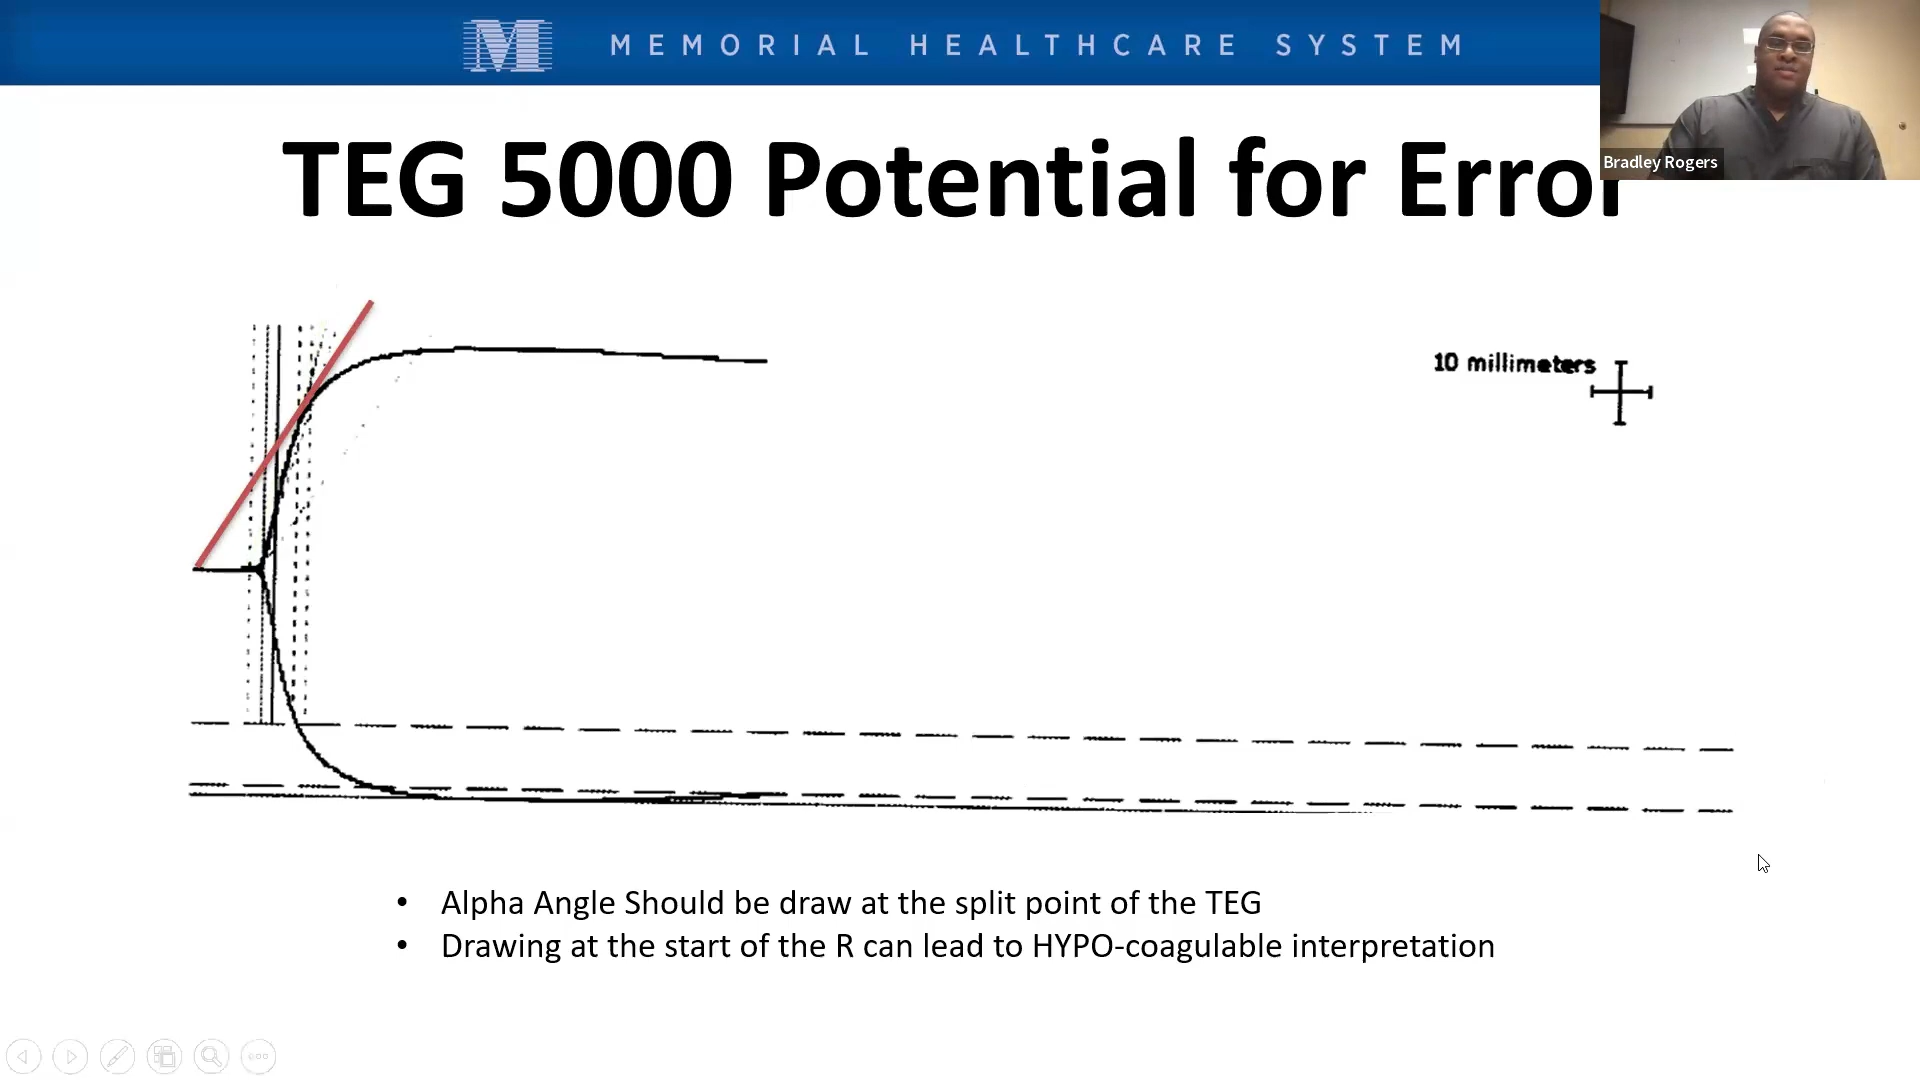 MEMORIAL HEALTHCARE SYSTEM
Bradley Rogers
TEG 5000 Potential for Error
10 millimeters
• Alpha Angle Should be draw at the split point of the TEG
• Drawing at the start of the R can lead to HYPO-coagulable interpretation